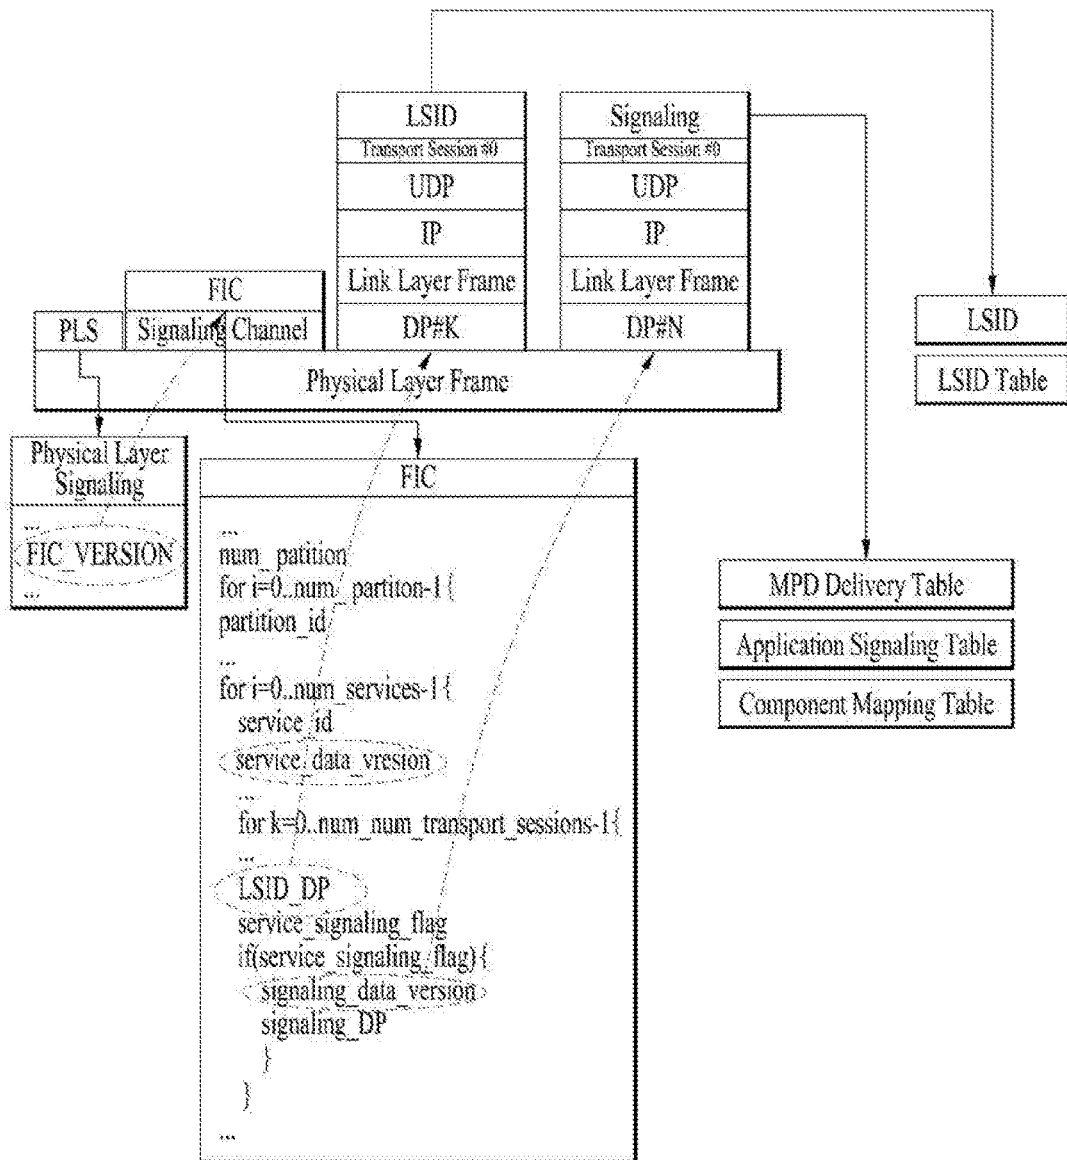 LSID
Transport Session #0
UDP
IP
Link Layer Frame
DP#K
Signaling
Transport Session #0
UDP
IP
Link Layer Frame
DP#N
FIC
Signaling Channel
PLS
Physical Layer Frame
LSID
LSID Table
Physical Layer
Signaling
...
FIC_VERSION
...
FIC
...
num_patition
for i=0..num_partiton-1{
partition_id
...
for i=0..num_services-1{
service_id
service_data_vresion
...
for k=0..num_num_transport_sessions-1{
...
LSID_DP
service_signaling_flag
if(service_signaling_flag){
signaling_data_version
signaling_DP
}
}
...
MPD Delivery Table
Application Signaling Table
Component Mapping Table